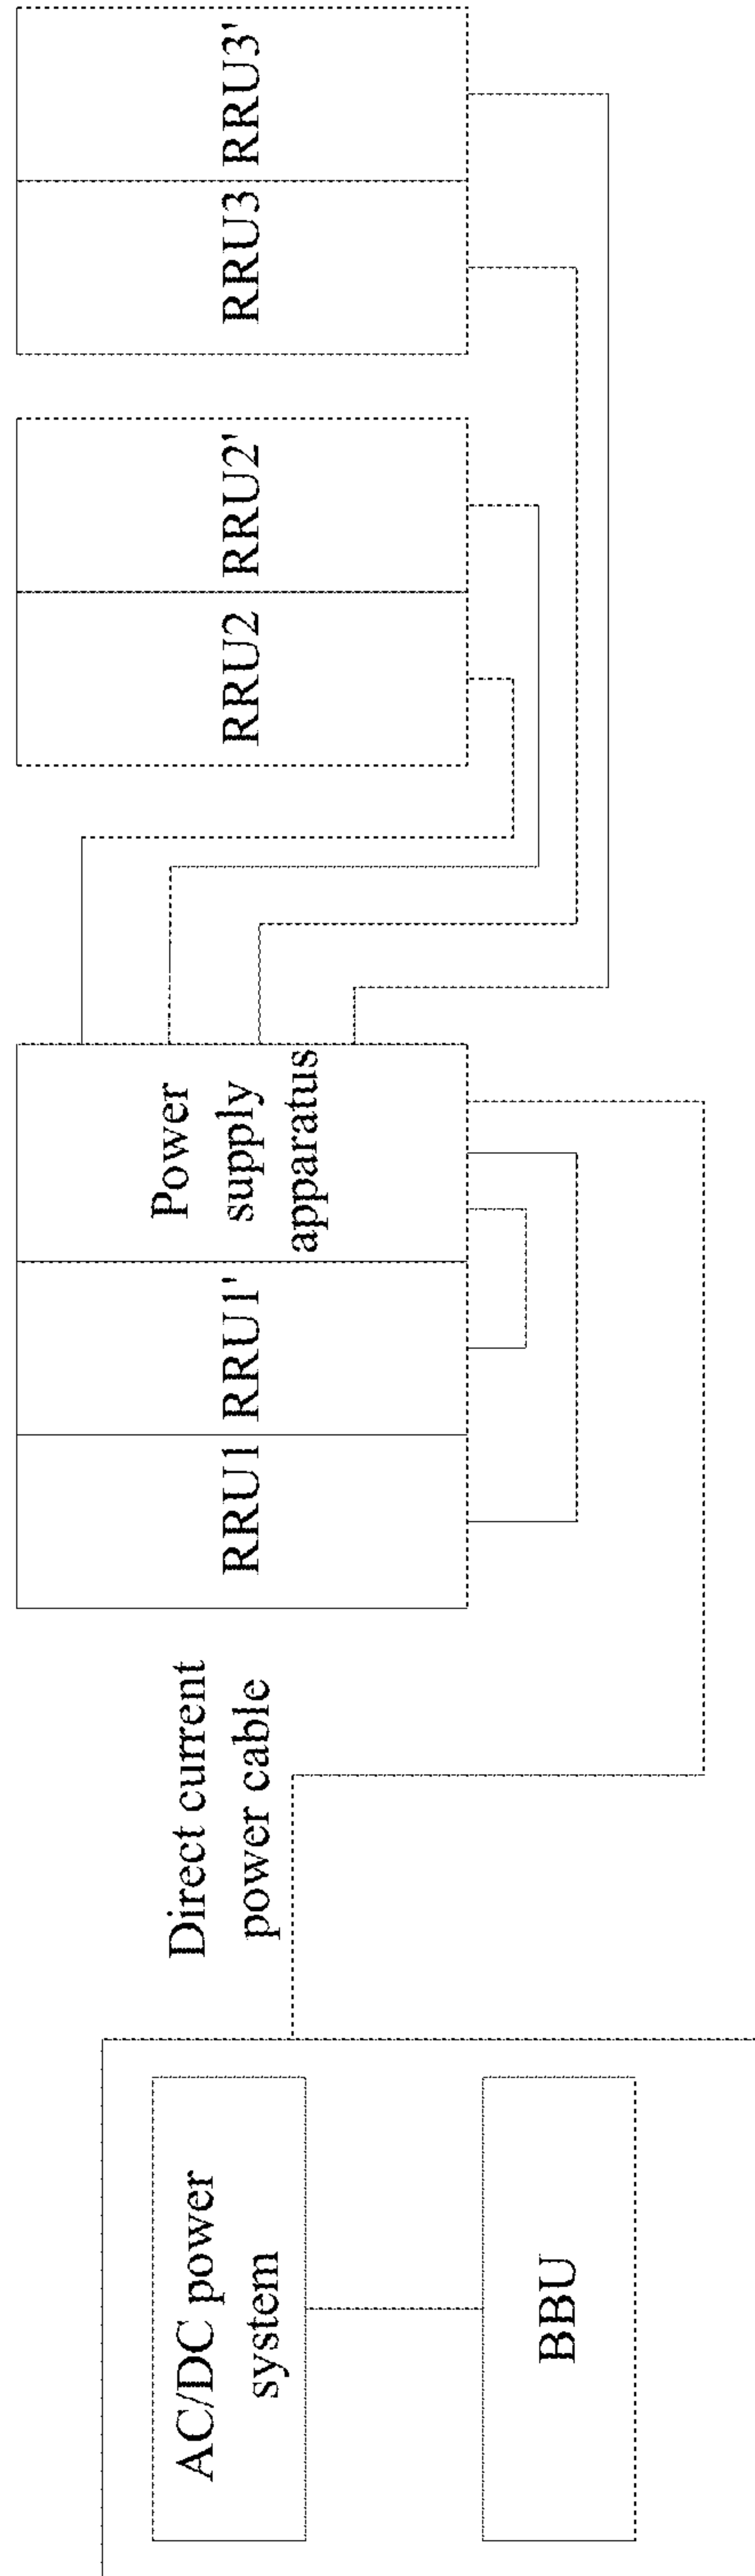 AC/DC power
system
BBU
Direct current
power cable
RRU1
RRU1'
Power
supply
apparatus
RRU2
RRU2'
RRU3
RRU3'